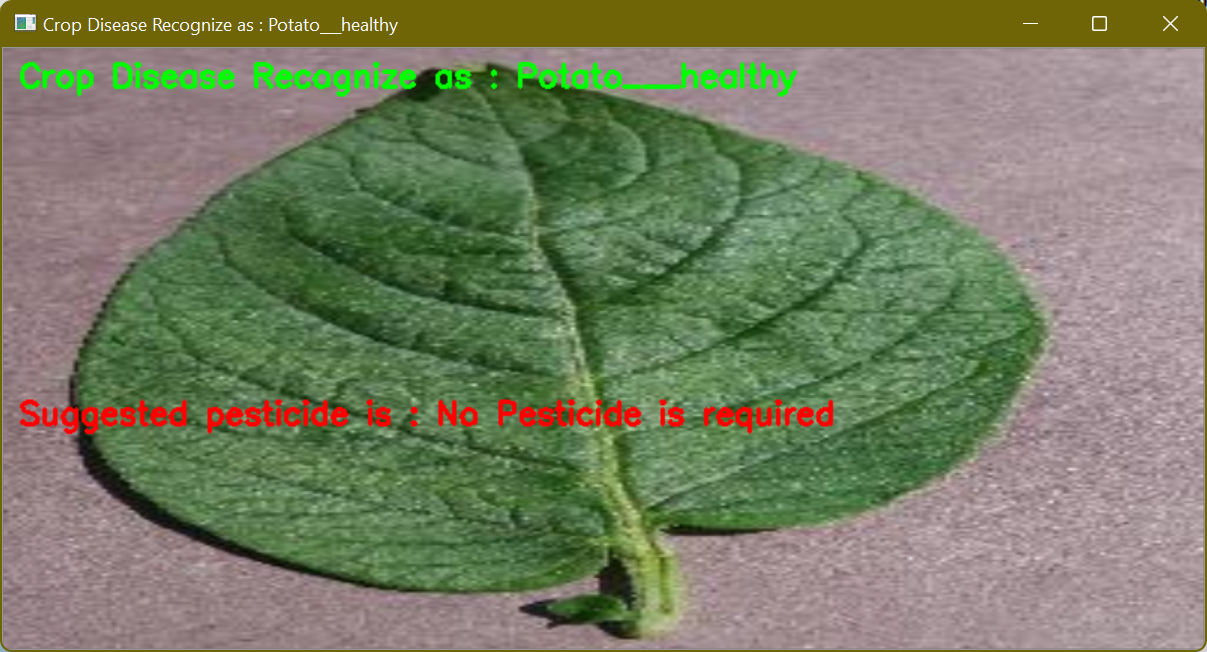 Crop Disease Recognize as : Potato___healthy
Crop Disease Recognize as : Potato___healthy
Suggested pesticide is : No Pesticide is required